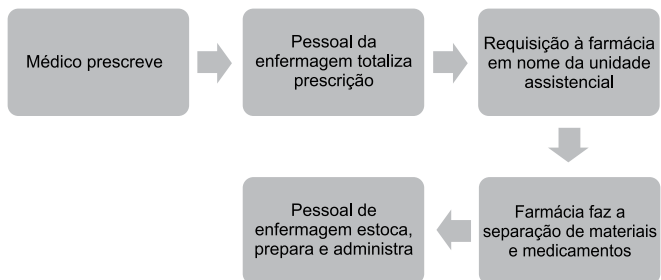 Médico prescreve
Pessoal da
enfermagem totaliza
prescrição
Requisição à farmácia
em nome da unidade
assistencial
Farmácia faz a
separação de materiais
e medicamentos
Pessoal de
enfermagem estoca,
prepara e administra